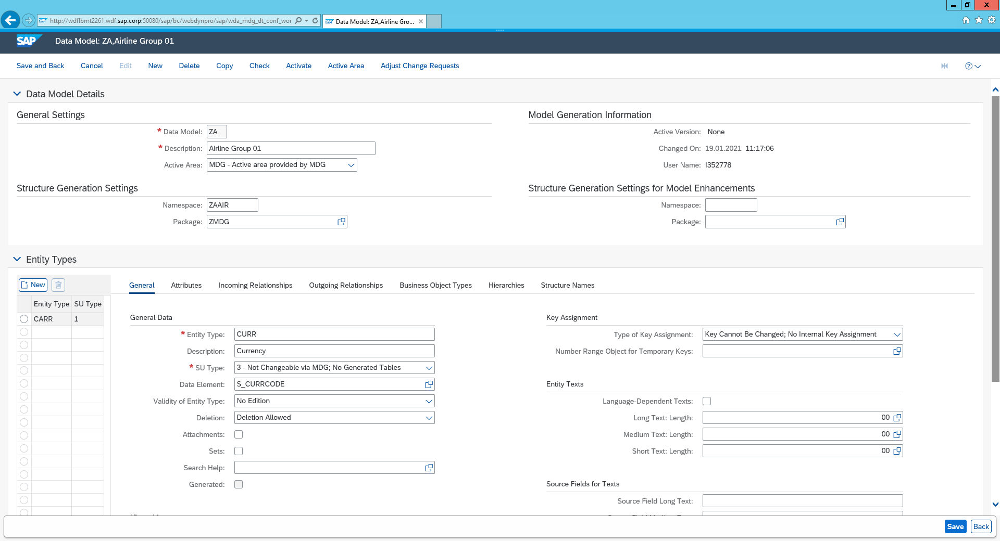 http://wdflbmt2261.wdf.sap.corp:50080/sap/bc/webdynpro/sap/wda_mdg_dt_conf_wor
Data Model: ZA,Airline Gro...
SAP Data Model: ZA,Airline Group 01
Save and Back Cancel Edit New Delete Copy Check Activate Active Area Adjust Change Requests
Data Model Details
General Settings
* Data Model: ZA
* Description: Airline Group 01
Active Area: MDG - Active area provided by MDG
Model Generation Information
Active Version: None
Changed On: 19.01.2021 11:17:06
User Name: I352778
Structure Generation Settings
Namespace: ZAAIR
Package: ZMDG
Structure Generation Settings for Model Enhancements
Namespace:
Package:
Entity Types
New
Entity Type SU Type
CARR 1
General Attributes Incoming Relationships Outgoing Relationships Business Object Types Hierarchies Structure Names
General Data
* Entity Type: CURR
Description: Currency
* SU Type: 3 - Not Changeable via MDG; No Generated Tables
Data Element: S_CURRCODE
Validity of Entity Type: No Edition
Deletion: Deletion Allowed
Attachments:
Sets:
Search Help:
Generated:
Key Assignment
Type of Key Assignment: Key Cannot Be Changed; No Internal Key Assignment
Number Range Object for Temporary Keys:
Entity Texts
Language-Dependent Texts:
Long Text: Length: 00
Medium Text: Length: 00
Short Text: Length: 00
Source Fields for Texts
Source Field Long Text:
Save Back